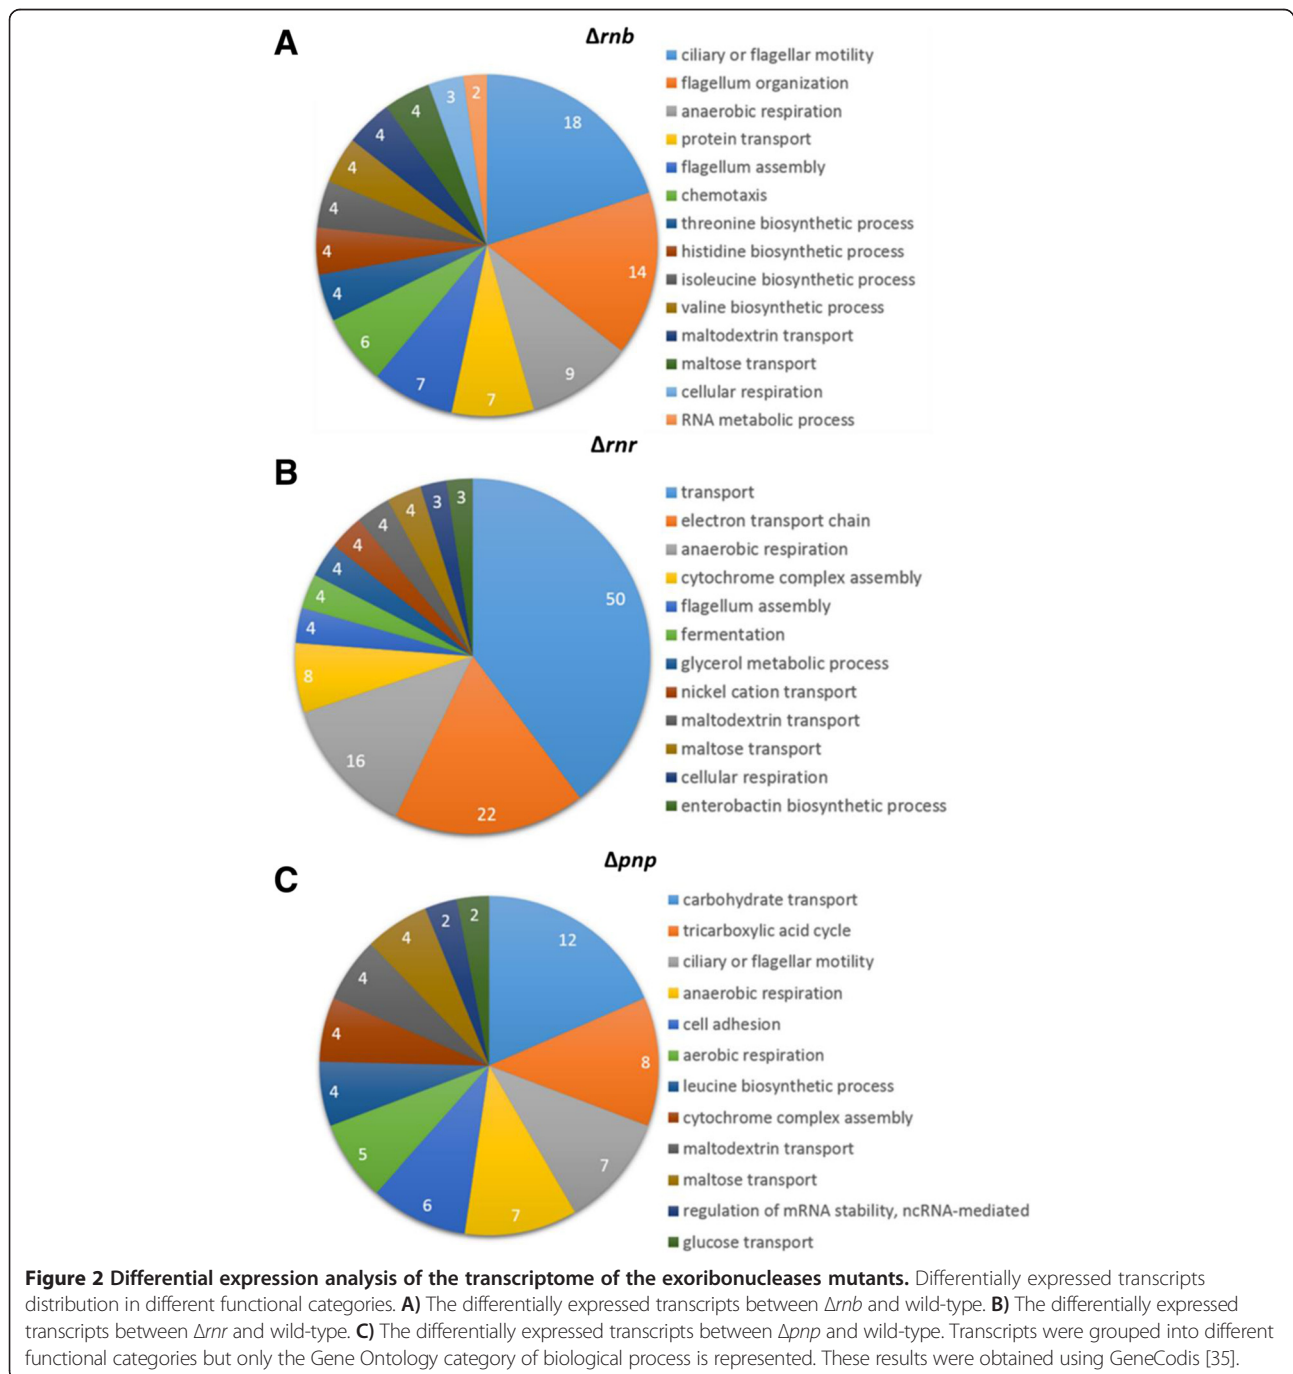 A
Δrnb
18
14
9
7
7
6
4
4
4
4
4
4
3
2
ciliary or flagellar motility
flagellum organization
anaerobic respiration
protein transport
flagellum assembly
chemotaxis
threonine biosynthetic process
histidine biosynthetic process
isoleucine biosynthetic process
valine biosynthetic process
maltodextrin transport
maltose transport
cellular respiration
RNA metabolic process
B
Δrnr
50
22
16
8
4
4
4
4
4
4
3
3
transport
electron transport chain
anaerobic respiration
cytochrome complex assembly
flagellum assembly
fermentation
glycerol metabolic process
nickel cation transport
maltodextrin transport
maltose transport
cellular respiration
enterobactin biosynthetic process
C
Δpnp
12
8
7
7
6
5
4
4
4
4
2
2
carbohydrate transport
tricarboxylic acid cycle
ciliary or flagellar motility
anaerobic respiration
cell adhesion
aerobic respiration
leucine biosynthetic process
cytochrome complex assembly
maltodextrin transport
maltose transport
regulation of mRNA stability, ncRNA-mediated
glucose transport
Figure 2 Differential expression analysis of the transcriptome of the exoribonucleases mutants. Differentially expressed transcripts
distribution in different functional categories. A) The differentially expressed transcripts between Δrnb and wild-type. B) The differentially expressed
transcripts between Δrnr and wild-type. C) The differentially expressed transcripts between Δpnp and wild-type. Transcripts were grouped into different
functional categories but only the Gene Ontology category of biological process is represented. These results were obtained using GeneCodis [35].